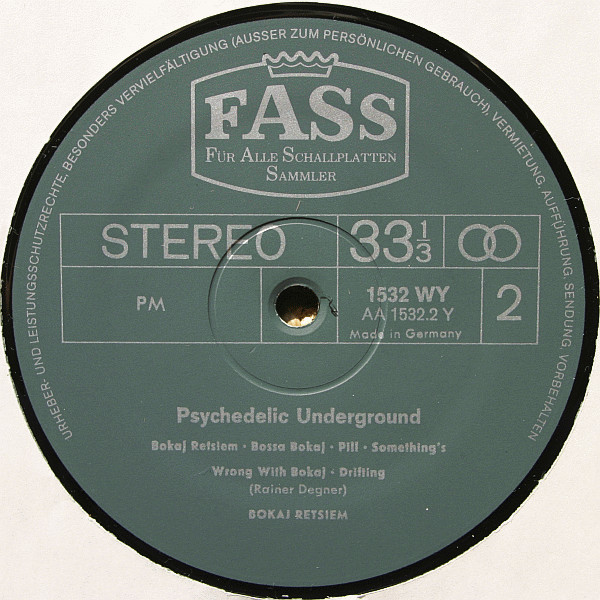 URHEBER- UND LEISTUNGSSCHUTZRECHTE, BESONDERS VERVIELFÄLTIGUNG (AUSSER ZUM PERSÖNLICHEN GEBRAUCH), VERMIETUNG, AUFFÜHRUNG, SENDUNG VORBEHALTEN
FASS
FÜR ALLE SCHALLPLATTEN
SAMMLER
STEREO 33 1/3
PM 1532 WY 2
AA 1532.2 Y
Made in Germany
Psychedelic Underground
Bokaj Retsiem · Bossa Bokaj · Pill · Something's
Wrong With Bokaj · Drifting
(Rainer Degner)
BOKAJ RETSIEM